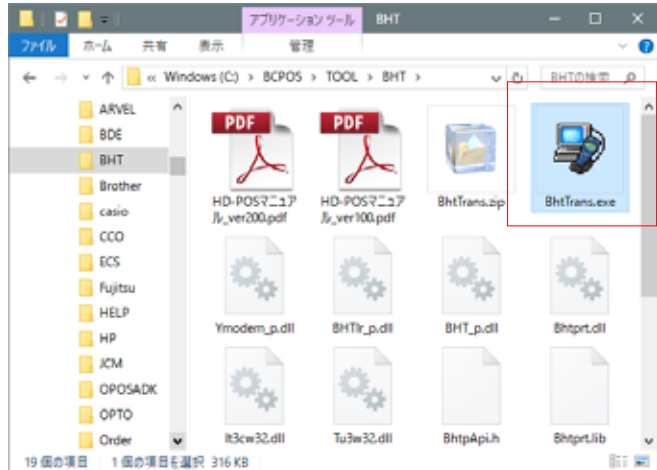 アプリケーション ツール BHT
ファイル ホーム 共有 表示 管理
« Windows (C:) > BCPOS > TOOL > BHT > BHTの検索
ARVEL
BDE
BHT
Brother
casio
CCO
ECS
Fujitsu
HELP
HP
JCM
OPOSADK
OPTO
Order
HD-POSマニュア
ル_ver200.pdf
HD-POSマニュア
ル_ver100.pdf
BhtTrans.zip
BhtTrans.exe
Ymodem_p.dll
BHTIr_p.dll
BHT_p.dll
Bhtprt.dll
It3cw32.dll
Tu3w32.dll
BhtpApi.h
Bhtprt.lib
19 個の項目 1 個の項目を選択 316 KB